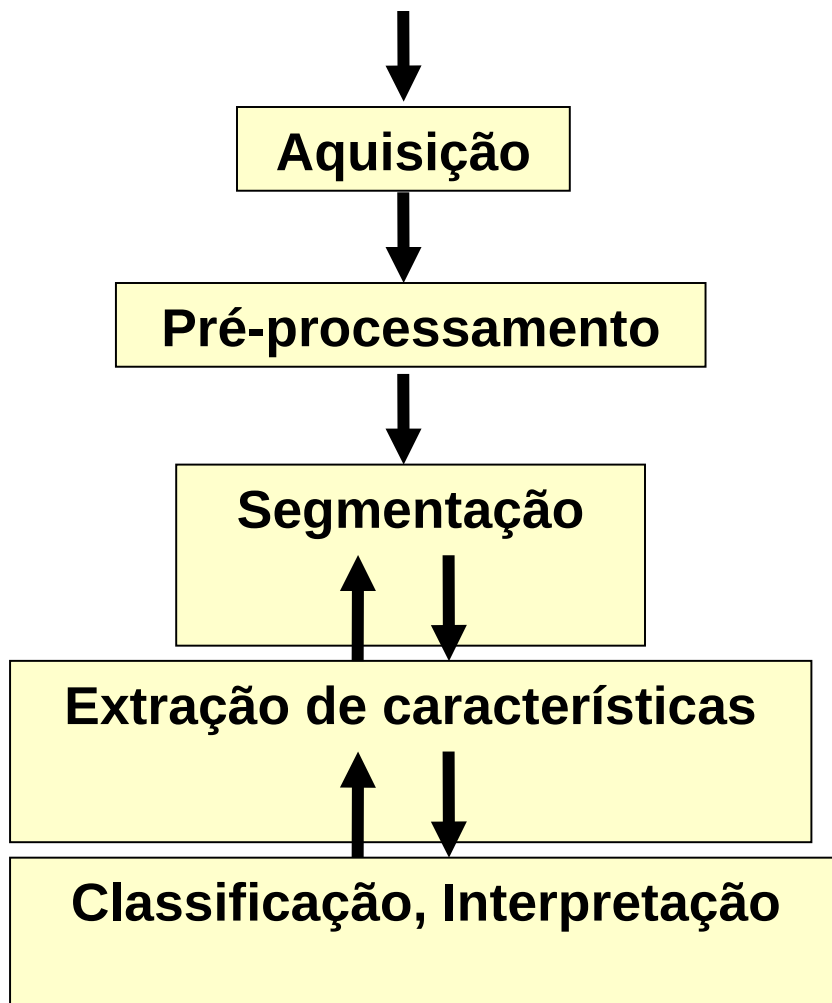 Aquisição
Pré-processamento
Segmentação
Extração de características
Classificação, Interpretação